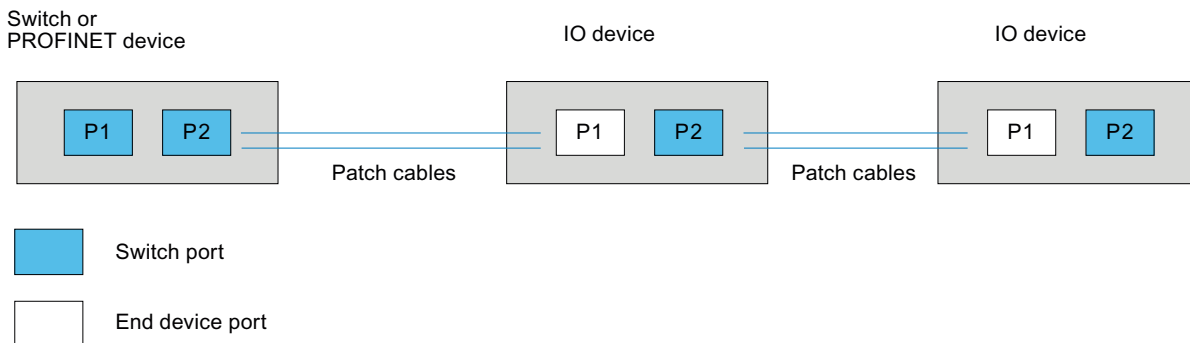 Switch or
PROFINET device
IO device
IO device
P1 P2 P1 P2 P1 P2
Patch cables Patch cables
Switch port
End device port